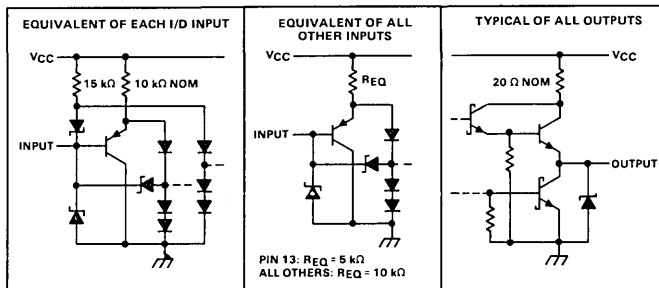 EQUIVALENT OF EACH I/D INPUT
VCC
15 kΩ
10 kΩ NOM
INPUT
EQUIVALENT OF ALL
OTHER INPUTS
VCC
REQ
INPUT
PIN 13: REQ = 5 kΩ
ALL OTHERS: REQ = 10 kΩ
TYPICAL OF ALL OUTPUTS
VCC
20 Ω NOM
OUTPUT